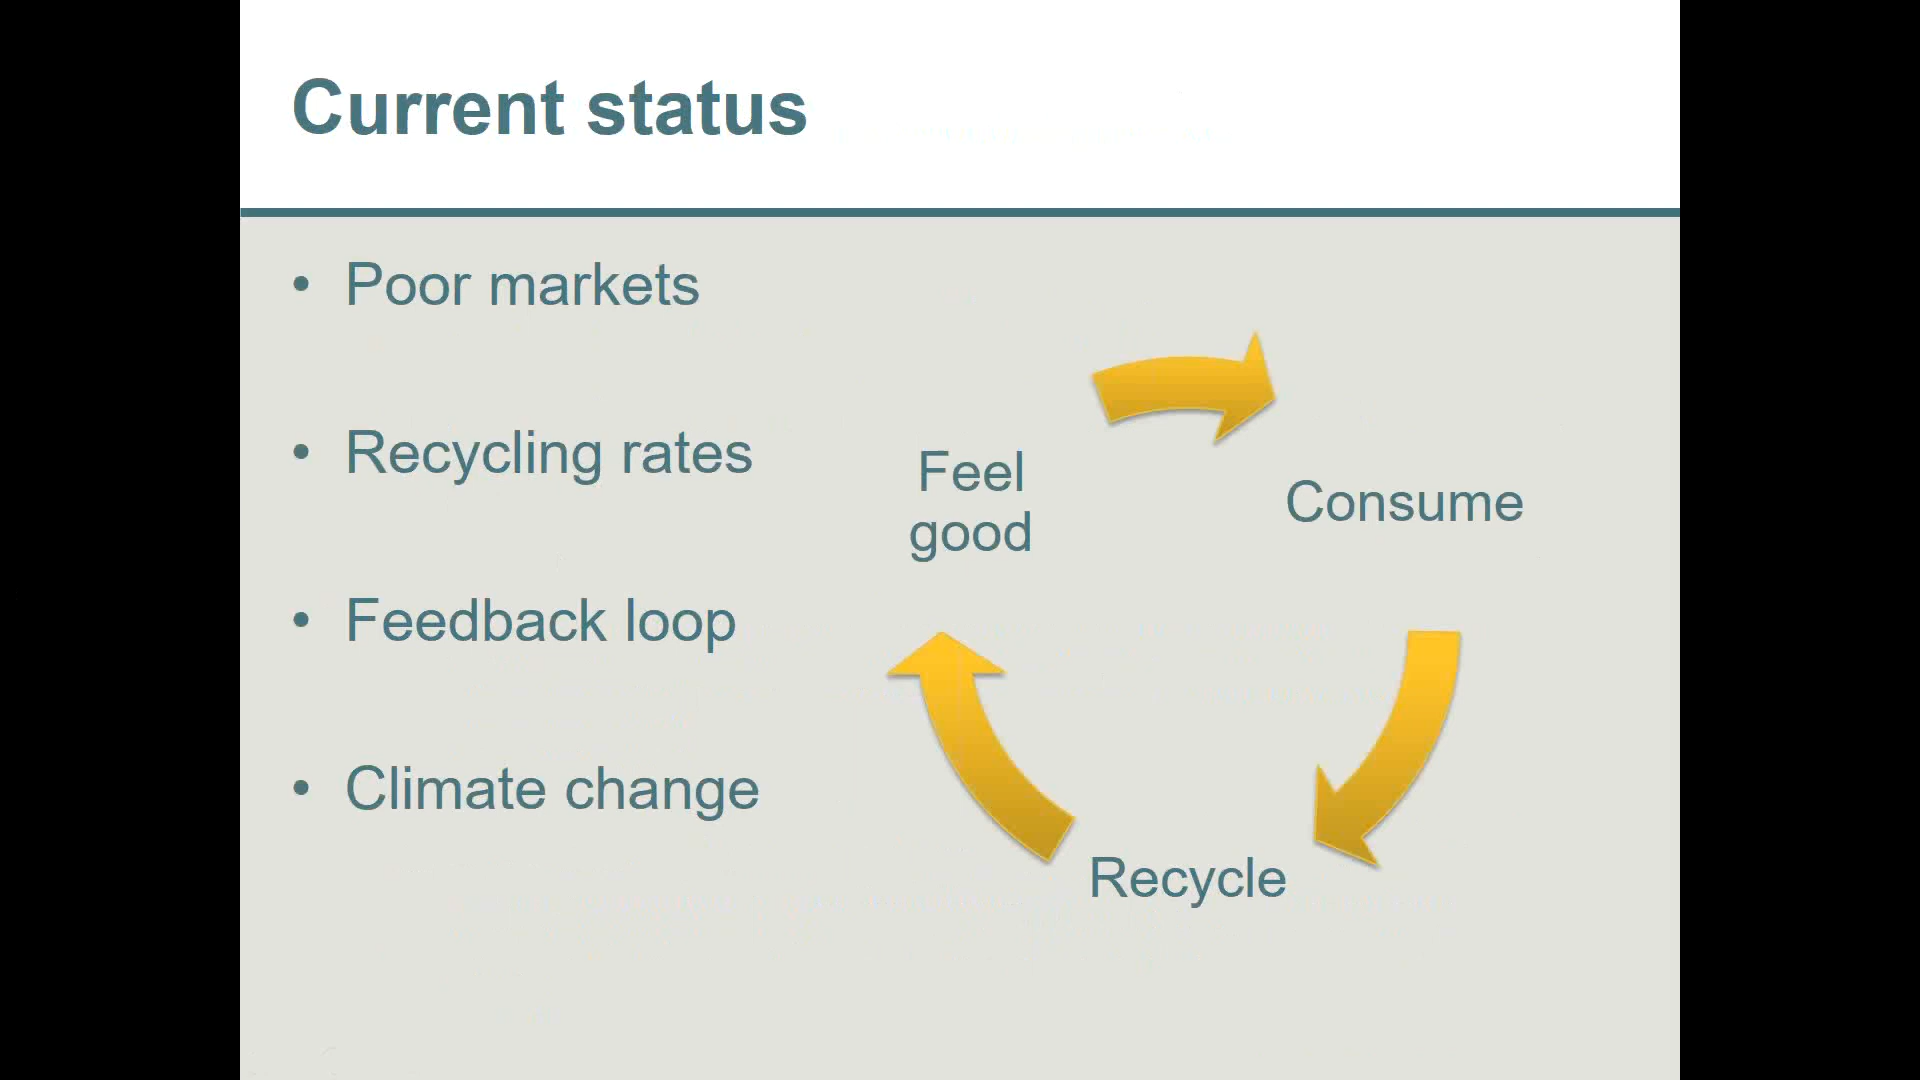 Current status
• Poor markets
• Recycling rates
• Feedback loop
• Climate change
Feel
good
Consume
Recycle